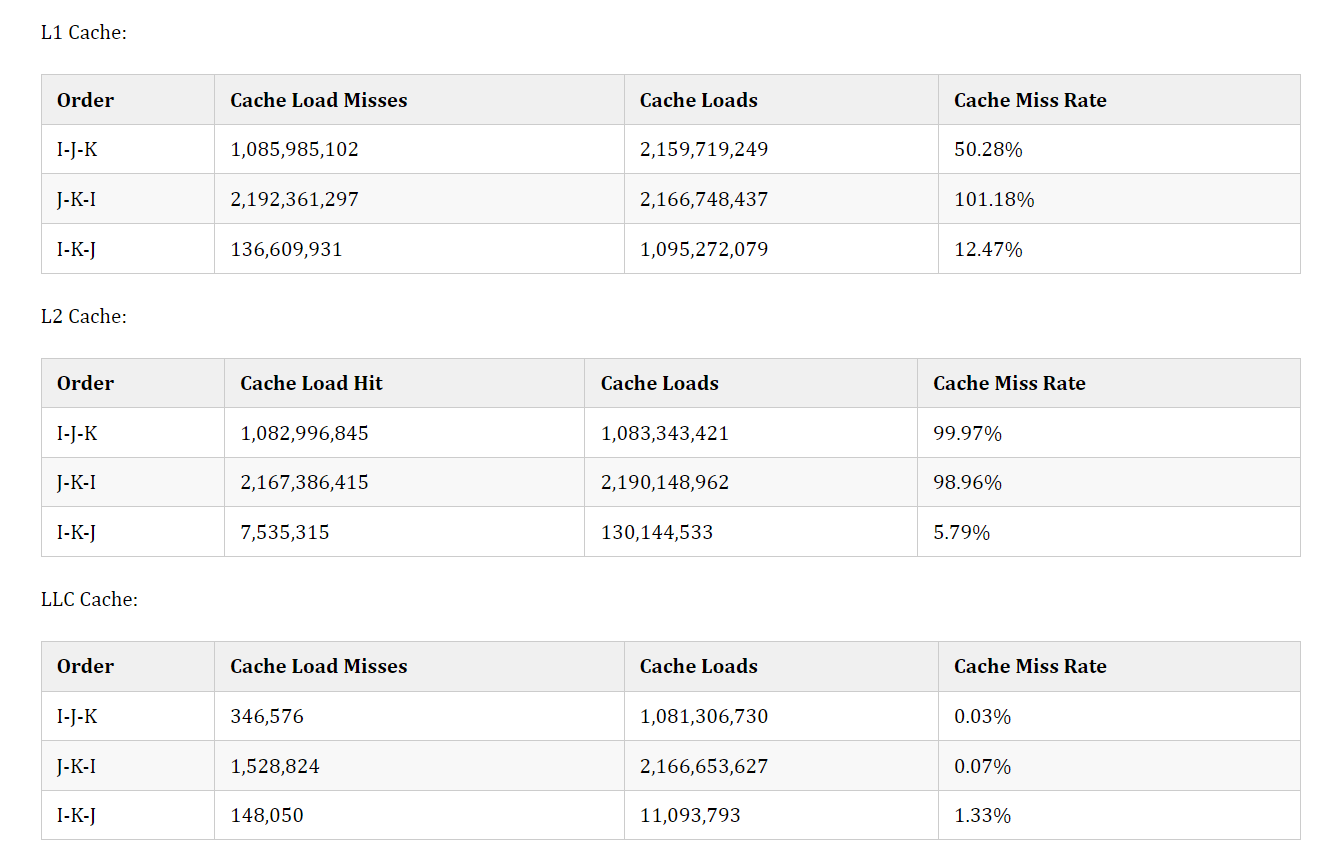 L1 Cache:
Order Cache Load Misses Cache Loads Cache Miss Rate
I-J-K 1,085,985,102 2,159,719,249 50.28%
J-K-I 2,192,361,297 2,166,748,437 101.18%
I-K-J 136,609,931 1,095,272,079 12.47%
L2 Cache:
Order Cache Load Hit Cache Loads Cache Miss Rate
I-J-K 1,082,996,845 1,083,343,421 99.97%
J-K-I 2,167,386,415 2,190,148,962 98.96%
I-K-J 7,535,315 130,144,533 5.79%
LLC Cache:
Order Cache Load Misses Cache Loads Cache Miss Rate
I-J-K 346,576 1,081,306,730 0.03%
J-K-I 1,528,824 2,166,653,627 0.07%
I-K-J 148,050 11,093,793 1.33%